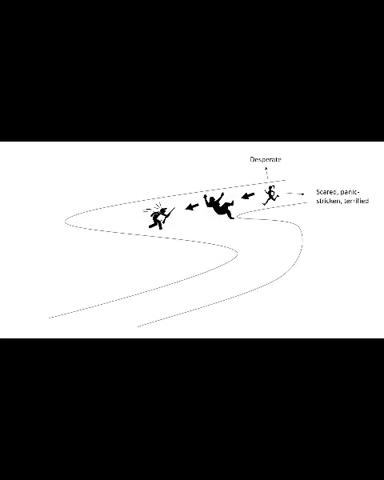 Desperate
Scared, panic-
stricken, terrified